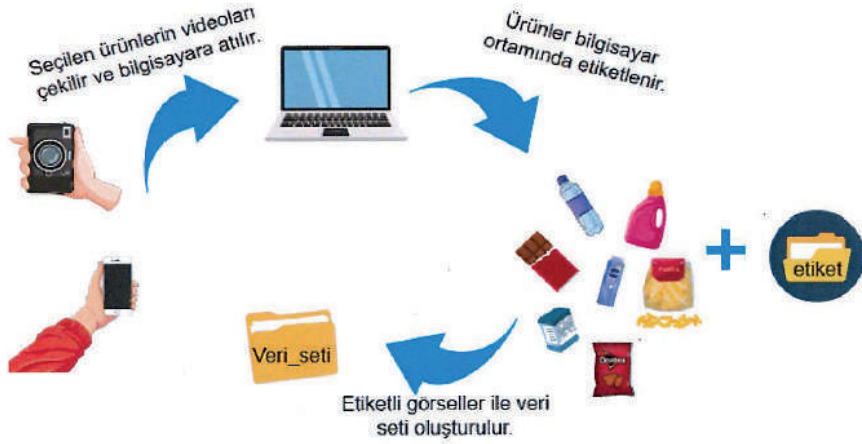 Seçilen ürünlerin videoları
çekilir ve bilgisayara atılır.
Ürünler bilgisayar
ortamında etiketlenir.
etiket
Veri_seti
Etiketli görseller ile veri
seti oluşturulur.